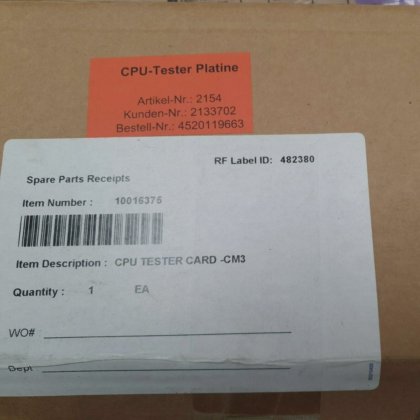 CPU-Tester Platine
Artikel-Nr.: 2154
Kunden-Nr.: 2133702
Bestell-Nr.: 4520119663
RF Label ID: 482380
Spare Parts Receipts
Item Number : 10016375
Item Description : CPU TESTER CARD -CM3
Quantity : 1 EA
WO#
Dept